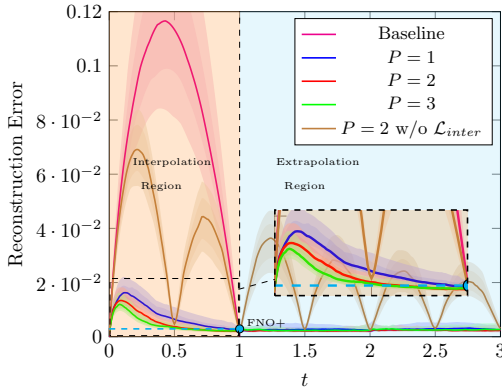 Baseline
P = 1
P = 2
P = 3
P = 2 w/o ℒ_{inter}
Interpolation
Region
Extrapolation
Region
FNO+
Reconstruction Error
0.12
0.1
8 · 10⁻²
6 · 10⁻²
4 · 10⁻²
2 · 10⁻²
0
0 0.5 1 1.5 2 2.5 3
t